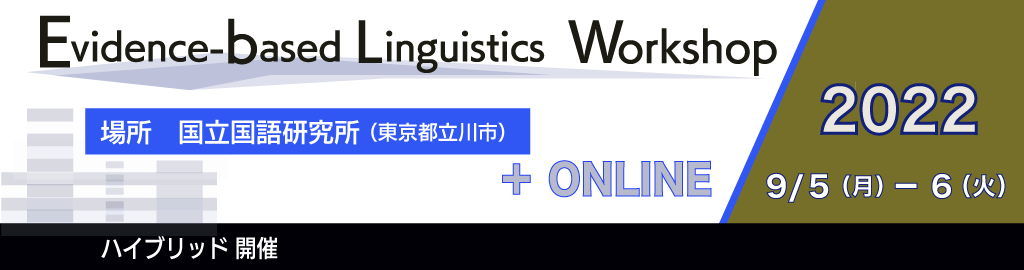 Evidence-based Linguistics Workshop
場所　国立国語研究所（東京都立川市）
+ ONLINE
2022
9/5（月）− 6（火）
ハイブリッド 開催